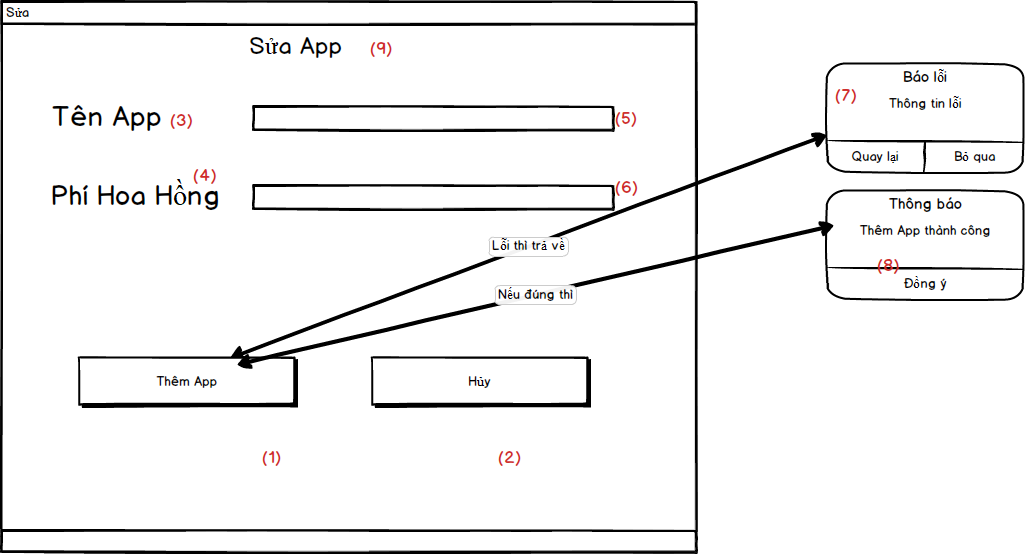 Sửa
Sửa App (9)
Tên App (3)
(5)
Phí Hoa Hồng (4)
(6)
Lỗi thì trả về
Nếu đúng thì
Thêm App
Hủy
(1)
(2)
Báo lỗi
(7)
Thông tin lỗi
Quay lại
Bỏ qua
Thông báo
Thêm App thành công
(8)
Đồng ý